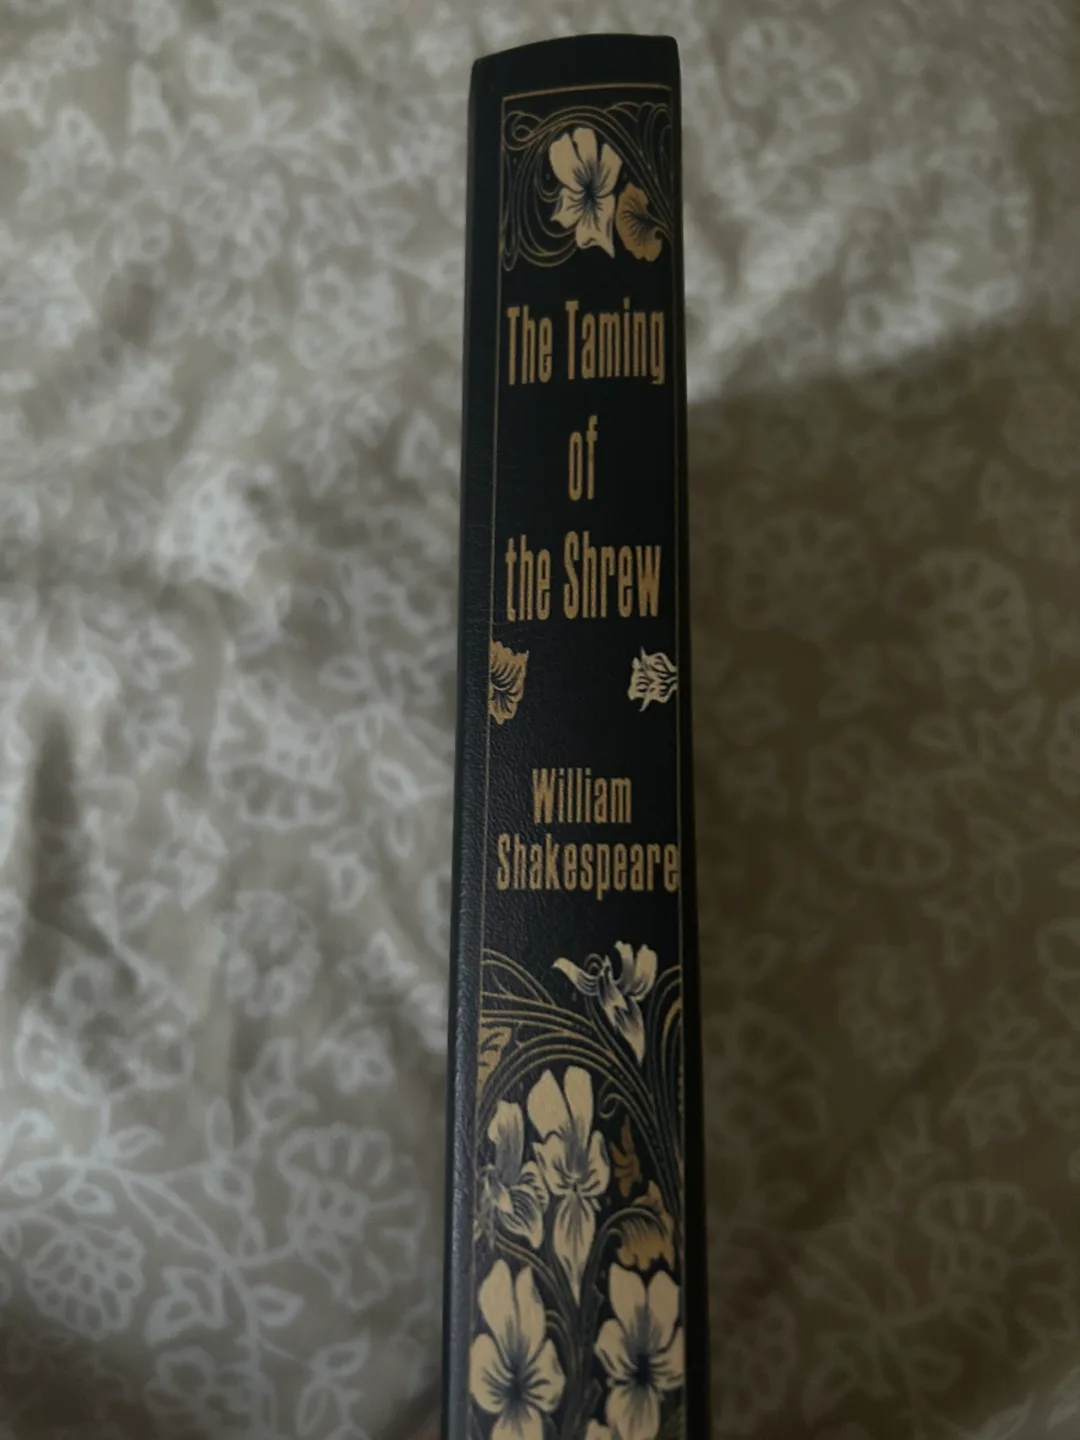 The Taming
of
the Shrew
William
Shakespeare